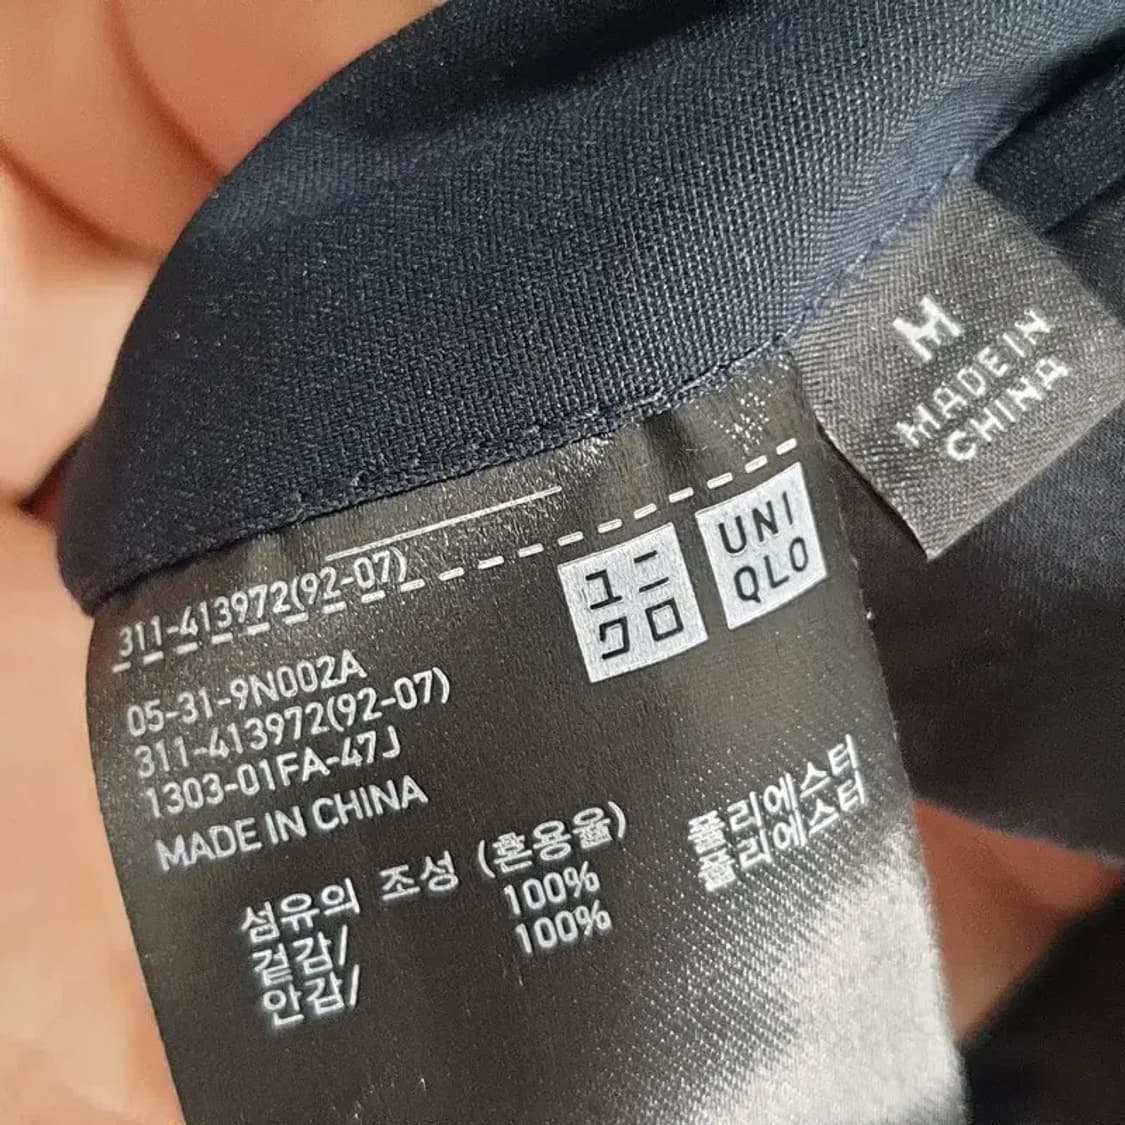 M
MADE IN
CHINA
ユニ
クロ
UNI
QLO
311-413972(92-07)
05-31-9N002A
311-413972(92-07)
1303-01FA-47J
MADE IN CHINA
섬유의 조성 (혼용율)
겉감/ 100% 폴리에스터
안감/ 100% 폴리에스터